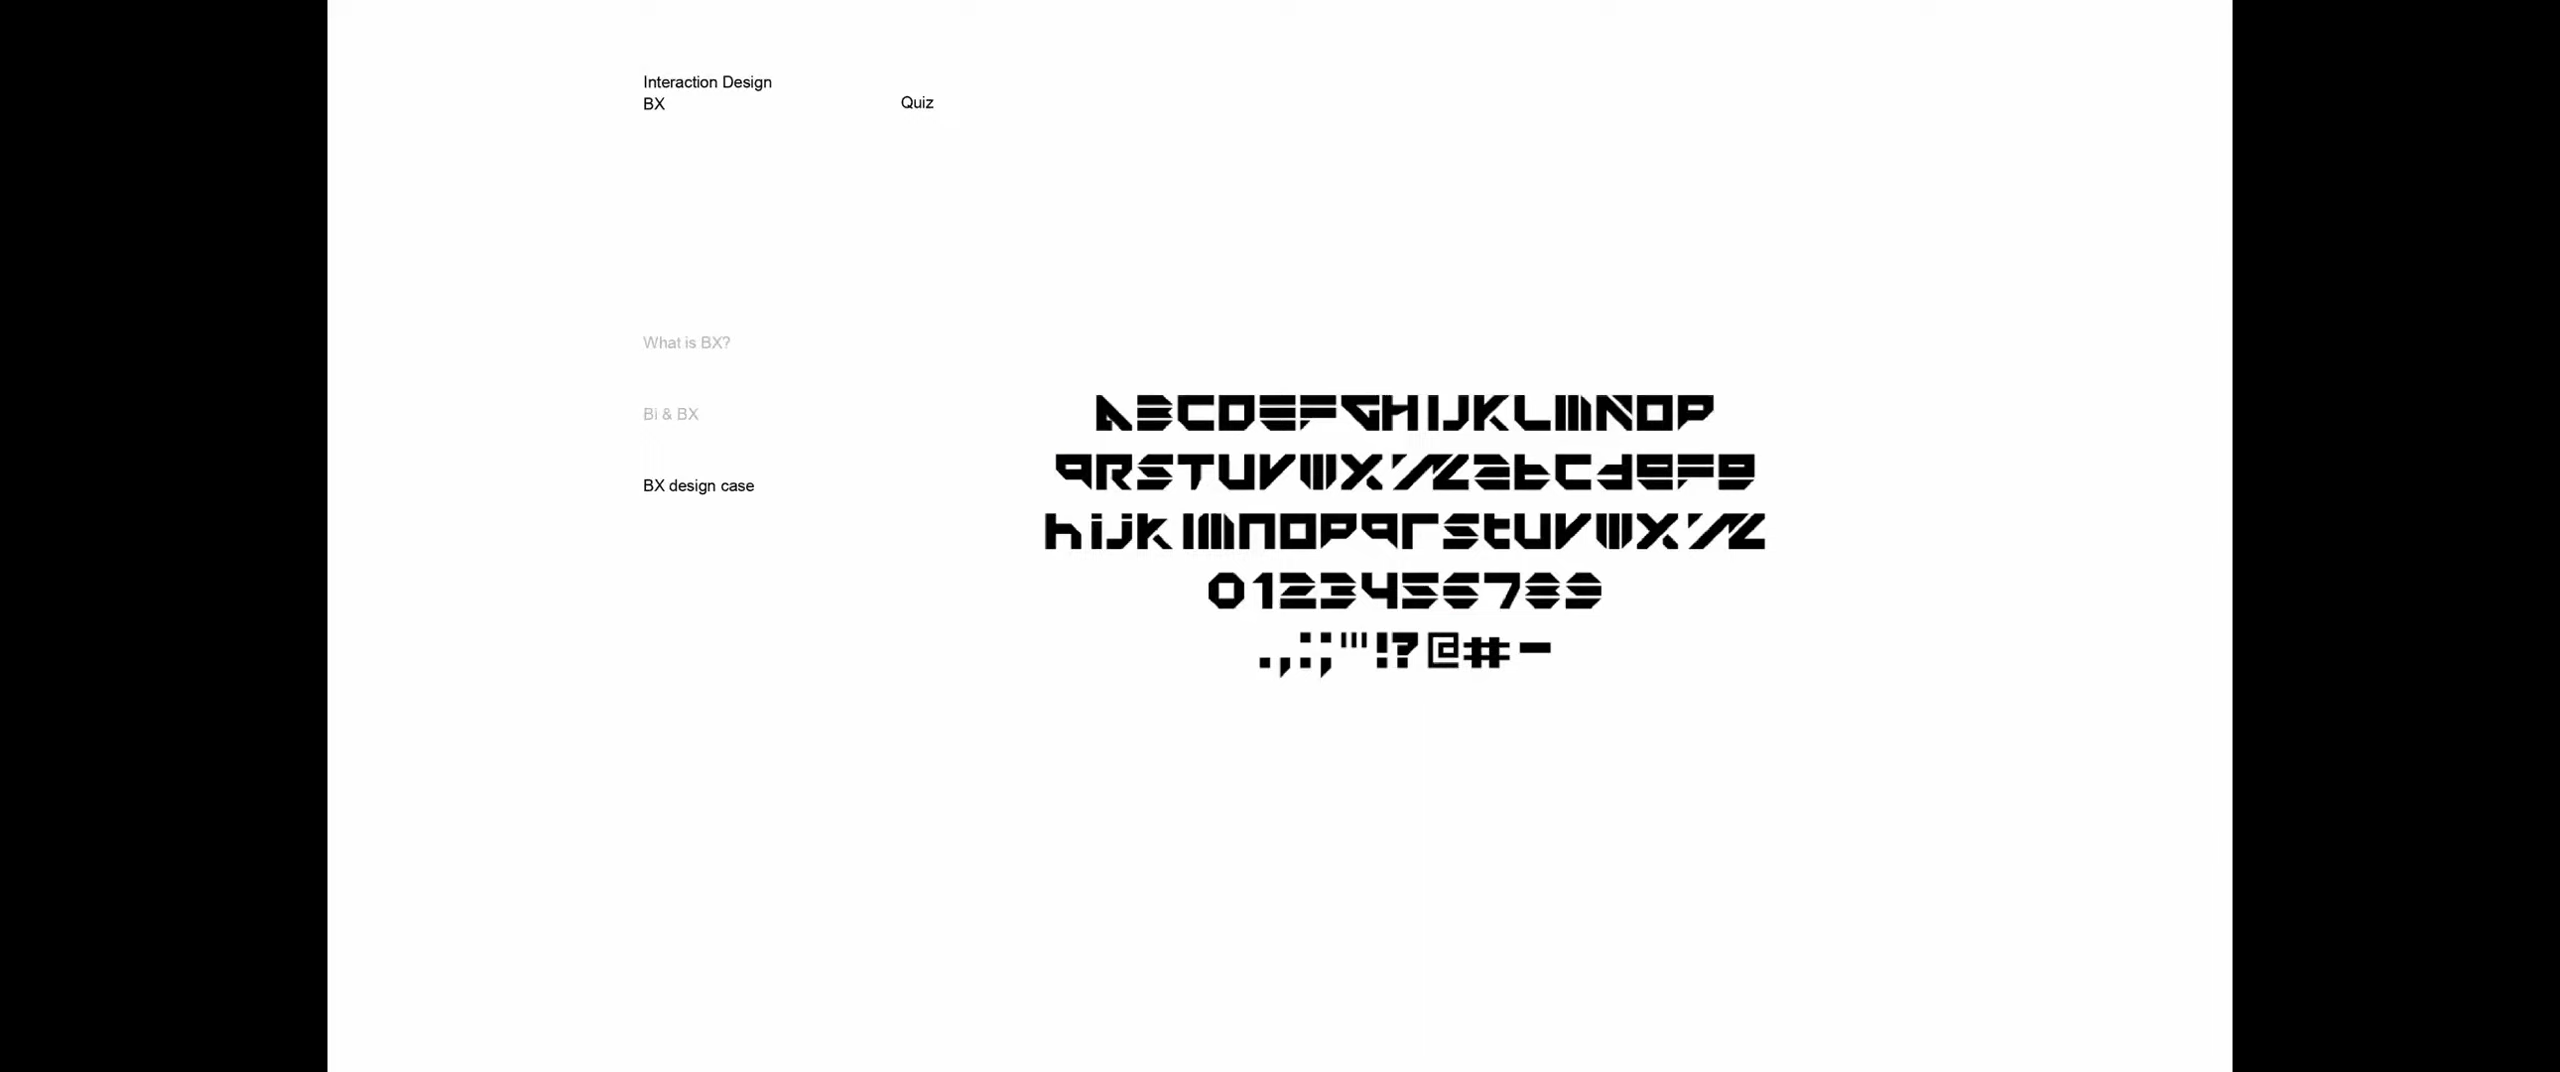 Interaction Design
BX
Quiz
What is BX?
Bi & BX
BX design case
ABCDEFGHIJKLMNOP
QRSTUVWXYZabcdefg
hijklmnopqrstuvwxyz
0123456789
.,:;'"!?@#-